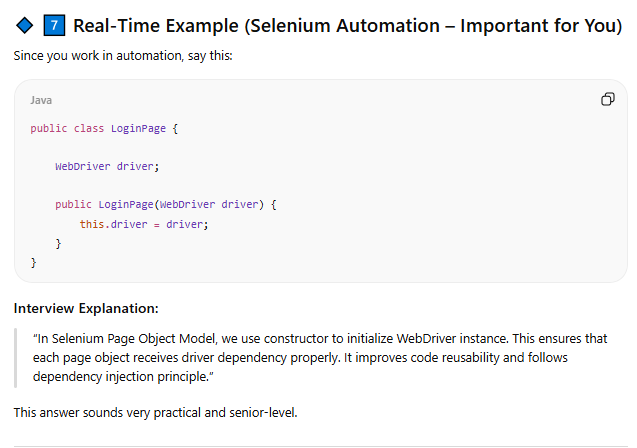 🔷 7️⃣ Real-Time Example (Selenium Automation – Important for You)
Since you work in automation, say this:
Java
public class LoginPage {
WebDriver driver;
public LoginPage(WebDriver driver) {
this.driver = driver;
}
}
Interview Explanation:
“In Selenium Page Object Model, we use constructor to initialize WebDriver instance. This ensures that
each page object receives driver dependency properly. It improves code reusability and follows
dependency injection principle.”
This answer sounds very practical and senior-level.